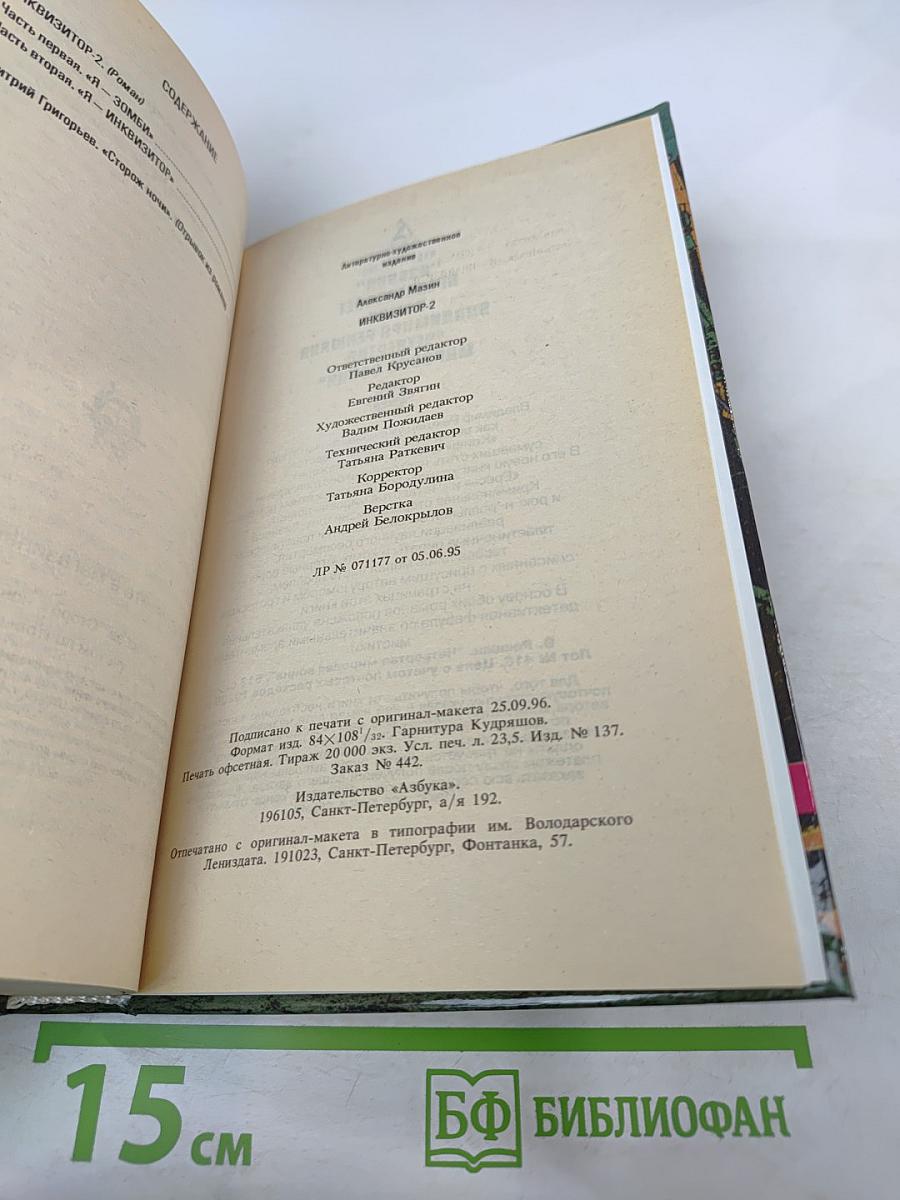 СОДЕРЖАНИЕ
ИНКВИЗИТОР-2. (Роман)
Часть первая. «Я — ЗОМБИ»
Часть вторая. «Я — ИНКВИЗИТОР»
Григорьев. «Сторож ночи». (Отрывок из романа)
Литературно-художественное
издание
Александр Мазин
ИНКВИЗИТОР-2
Ответственный редактор
Павел Крусанов
Редактор
Евгений Звягин
Художественный редактор
Вадим Пожидаев
Технический редактор
Татьяна Раткевич
Корректор
Татьяна Бородулина
Верстка
Андрей Белокрылов
ЛР № 071177 от 05.06.95
Подписано к печати с оригинал-макета 25.09.96.
Формат изд. 84×108¹/₃₂. Гарнитура Кудряшов.
Печать офсетная. Тираж 20 000 экз. Усл. печ. л. 23,5. Изд. № 137.
Заказ № 442.
Издательство «Азбука».
196105, Санкт-Петербург, а/я 192.
Отпечатано с оригинал-макета в типографии им. Володарского
Лениздата. 191023, Санкт-Петербург, Фонтанка, 57.
15 см
БФ БИБЛИОФАН